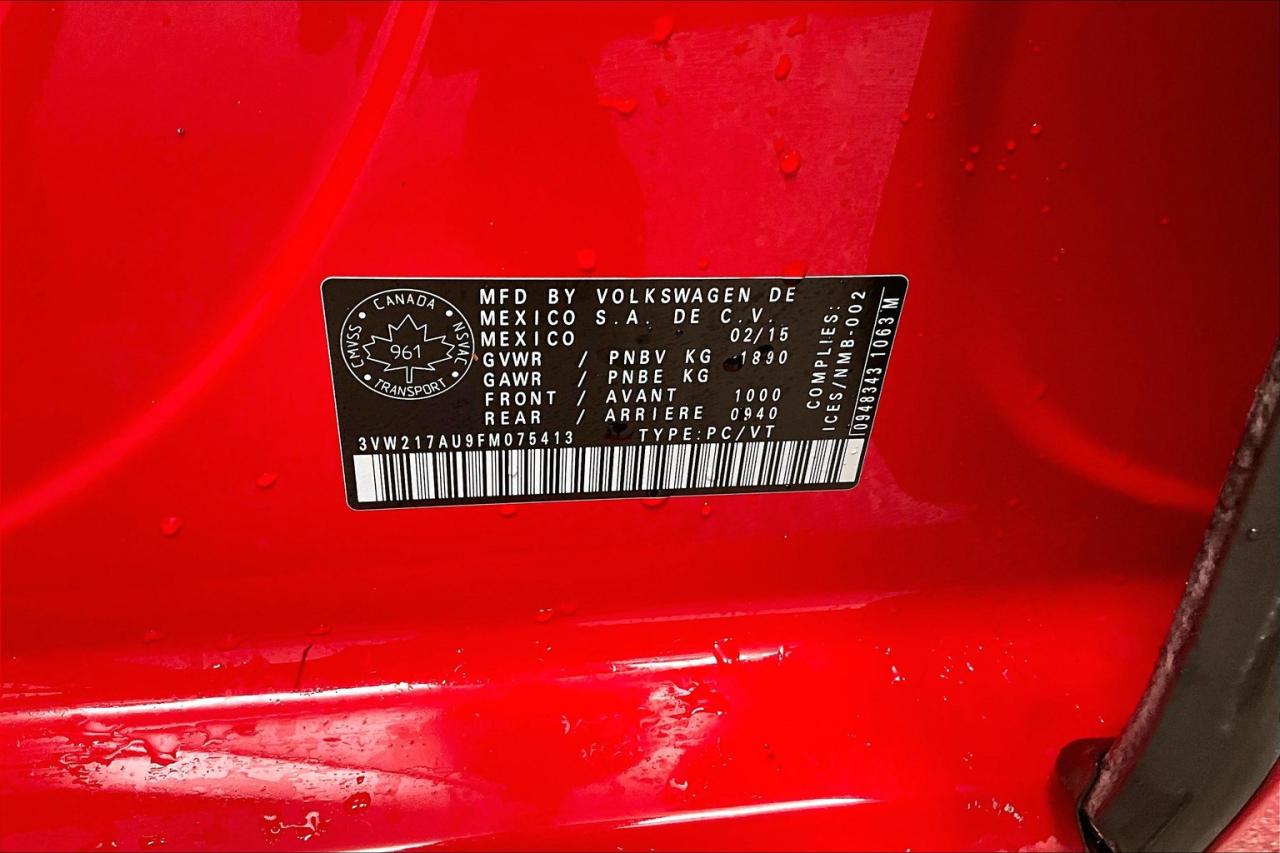 CANADA
CMVSS
NSVAC
961
TRANSPORT
MFD BY VOLKSWAGEN DE
MEXICO S.A. DE C.V.
MEXICO 02/15
GVWR / PNBV KG 1890
GAWR / PNBE KG
FRONT / AVANT 1000
REAR / ARRIERE 0940
3VW217AU9FM075413 TYPE:PC/VT
COMPLIES:
ICES/NMB-002
10948343 1063 M